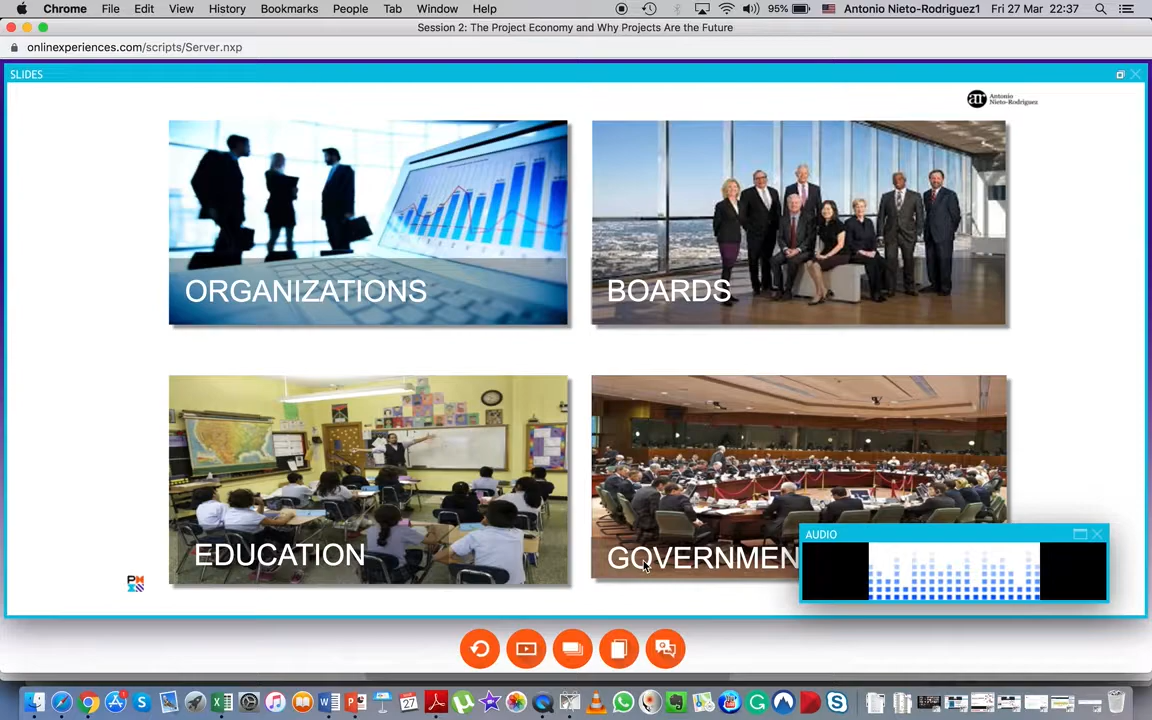 Chrome File Edit View History Bookmarks People Tab Window Help 95% Antonio Nieto-Rodriguez1 Fri 27 Mar 22:37
Session 2: The Project Economy and Why Projects Are the Future
onlinexperiences.com/scripts/Server.nxp
SLIDES
Antonio
Nieto-Rodriguez
ORGANIZATIONS
BOARDS
EDUCATION
GOVERNMEN
AUDIO